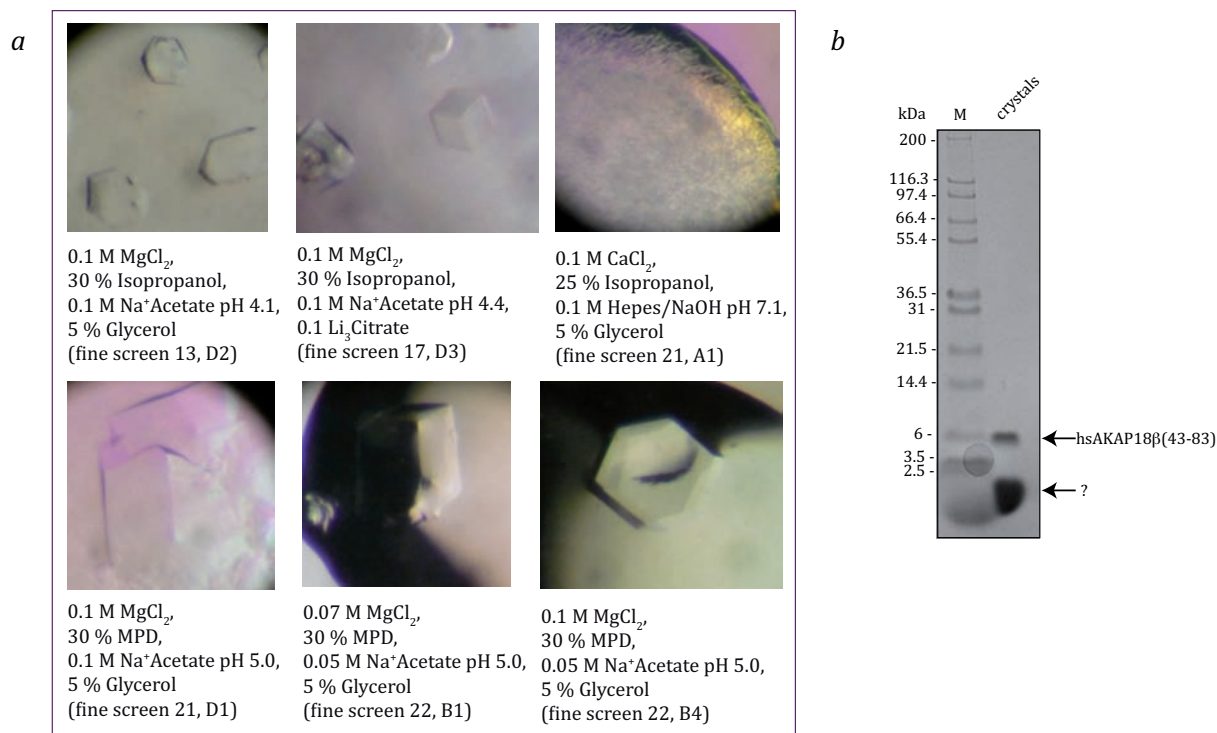 a
0.1 M MgCl₂,
30 % Isopropanol,
0.1 M Na⁺Acetate pH 4.1,
5 % Glycerol
(fine screen 13, D2)
0.1 M MgCl₂,
30 % Isopropanol,
0.1 M Na⁺Acetate pH 4.4,
0.1 Li₃Citrate
(fine screen 17, D3)
0.1 M CaCl₂,
25 % Isopropanol,
0.1 M Hepes/NaOH pH 7.1,
5 % Glycerol
(fine screen 21, A1)
0.1 M MgCl₂,
30 % MPD,
0.1 M Na⁺Acetate pH 5.0,
5 % Glycerol
(fine screen 21, D1)
0.07 M MgCl₂,
30 % MPD,
0.05 M Na⁺Acetate pH 5.0,
5 % Glycerol
(fine screen 22, B1)
0.1 M MgCl₂,
30 % MPD,
0.05 M Na⁺Acetate pH 5.0,
5 % Glycerol
(fine screen 22, B4)
b
kDa M crystals
200 -
116.3 -
97.4 -
66.4 -
55.4 -
36.5 -
31 -
21.5 -
14.4 -
6 -
hsAKAP18β(43-83)
3.5 -
2.5 -
?